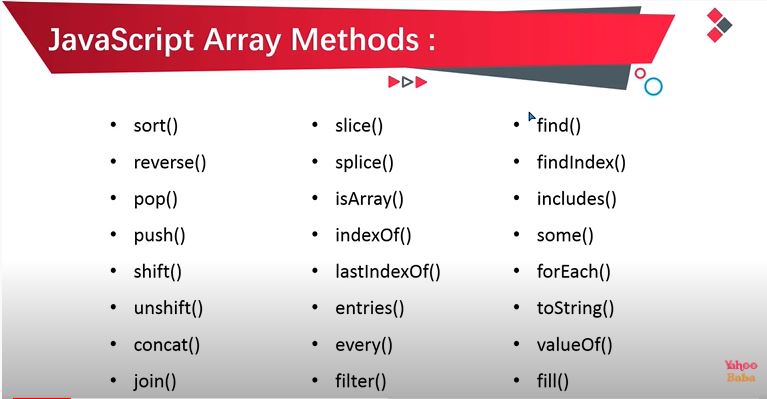 JavaScript Array Methods :
• sort()
• reverse()
• pop()
• push()
• shift()
• unshift()
• concat()
• join()
• slice()
• splice()
• isArray()
• indexOf()
• lastIndexOf()
• entries()
• every()
• filter()
• find()
• findIndex()
• includes()
• some()
• forEach()
• toString()
• valueOf()
• fill()
Yahoo
Baba